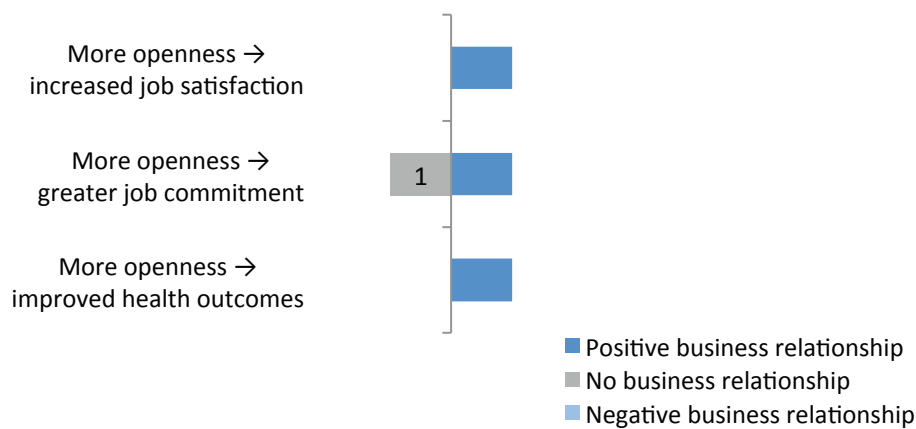 More openness →
increased job satisfaction
More openness →
greater job commitment
1
More openness →
improved health outcomes
Positive business relationship
No business relationship
Negative business relationship